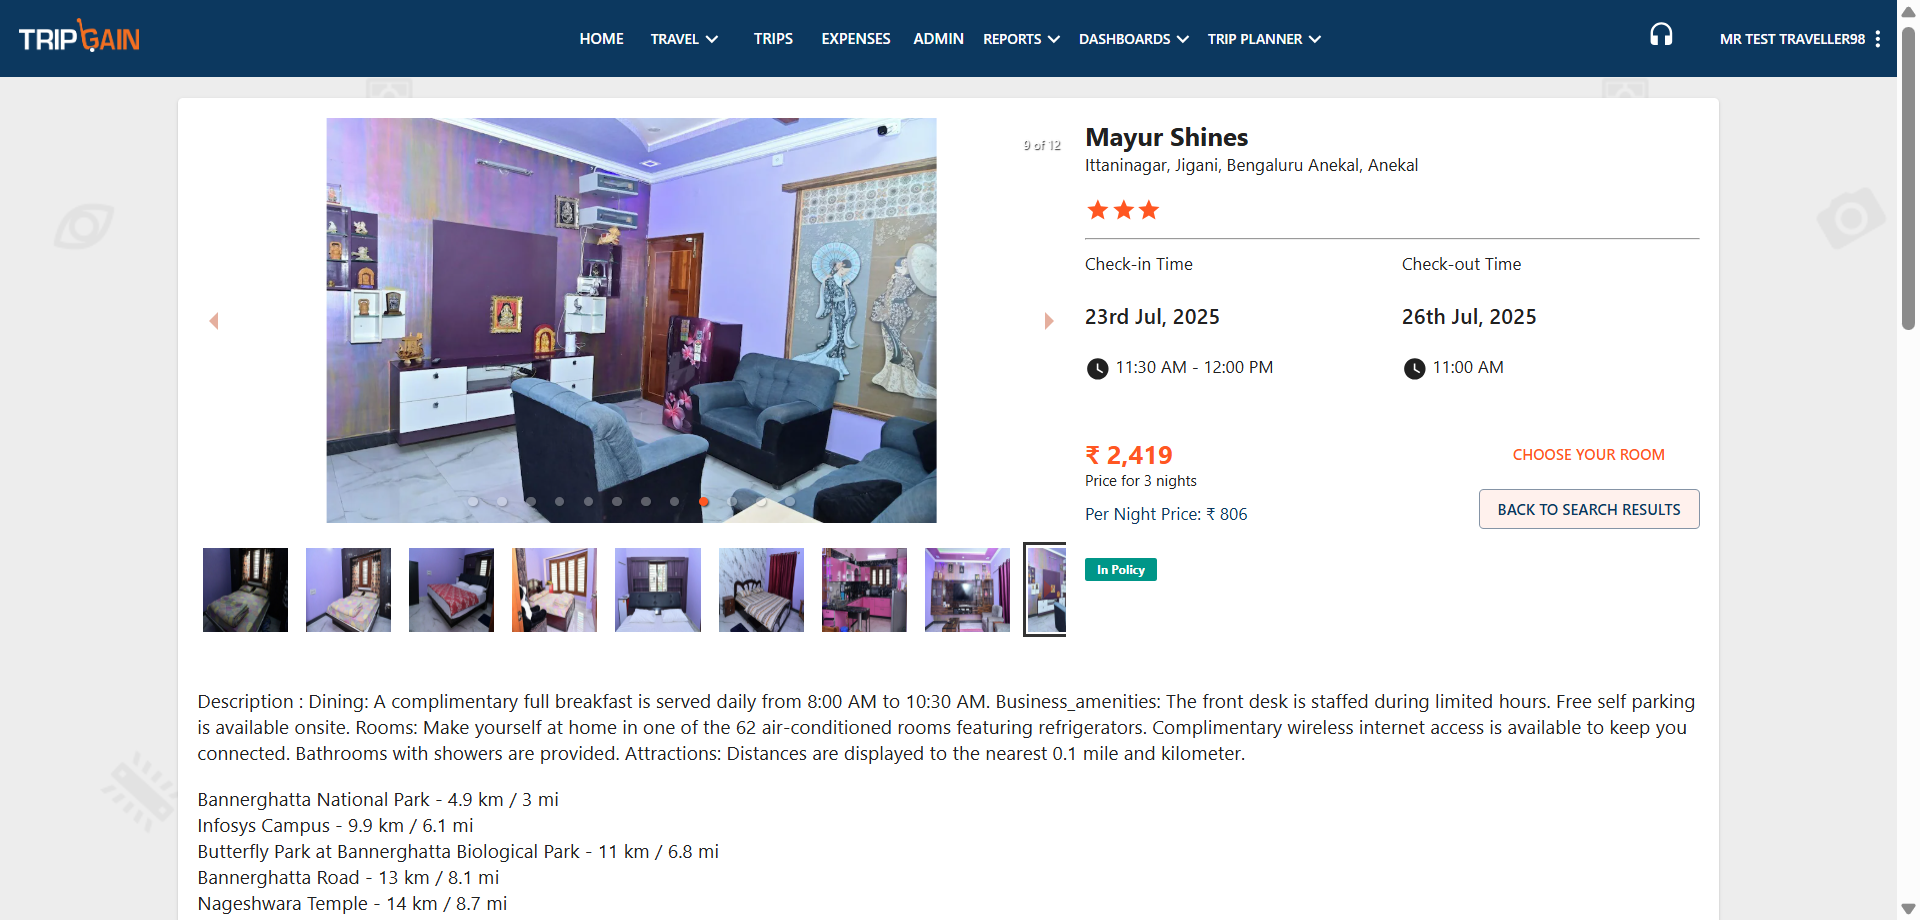 TRIPGAIN
HOME
TRAVEL
TRIPS
EXPENSES
ADMIN
REPORTS
DASHBOARDS
TRIP PLANNER
MR TEST TRAVELLER98
9 of 12
Mayur Shines
Ittaninagar, Jigani, Bengaluru Anekal, Anekal
Check-in Time
Check-out Time
23rd Jul, 2025
26th Jul, 2025
11:30 AM - 12:00 PM
11:00 AM
₹ 2,419
CHOOSE YOUR ROOM
Price for 3 nights
Per Night Price: ₹ 806
BACK TO SEARCH RESULTS
In Policy
Description : Dining: A complimentary full breakfast is served daily from 8:00 AM to 10:30 AM. Business_amenities: The front desk is staffed during limited hours. Free self parking
is available onsite. Rooms: Make yourself at home in one of the 62 air-conditioned rooms featuring refrigerators. Complimentary wireless internet access is available to keep you
connected. Bathrooms with showers are provided. Attractions: Distances are displayed to the nearest 0.1 mile and kilometer.
Bannerghatta National Park - 4.9 km / 3 mi
Infosys Campus - 9.9 km / 6.1 mi
Butterfly Park at Bannerghatta Biological Park - 11 km / 6.8 mi
Bannerghatta Road - 13 km / 8.1 mi
Nageshwara Temple - 14 km / 8.7 mi